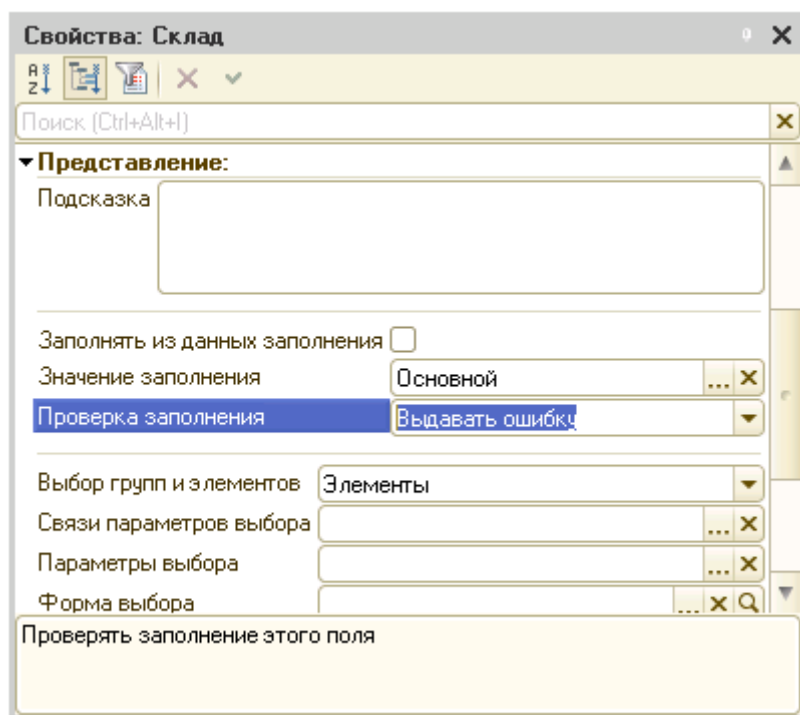 Свойства: Склад
Поиск (Ctrl+Alt+I)
Представление:
Подсказка
Заполнять из данных заполнения
Значение заполнения Основной ...
Проверка заполнения Выдавать ошибку
Выбор групп и элементов Элементы
Связи параметров выбора ...
Параметры выбора ...
Форма выбора ...
Проверять заполнение этого поля